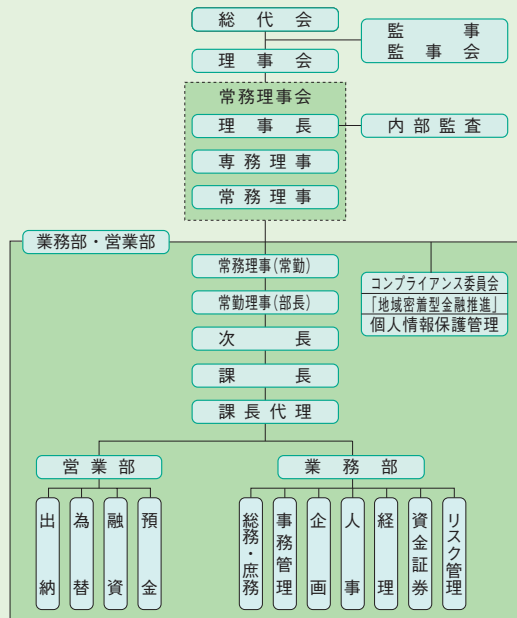 総代会
監事
監事会
理事会
常務理事会
理事長
内部監査
専務理事
常務理事
業務部・営業部
常務理事(常勤)
コンプライアンス委員会
「地域密着型金融推進」
個人情報保護管理
常勤理事(部長)
次長
課長
課長代理
営業部
業務部
出納
為替
融資
預金
総務・庶務
事務管理
企画
人事
経理
資金証券
リスク管理